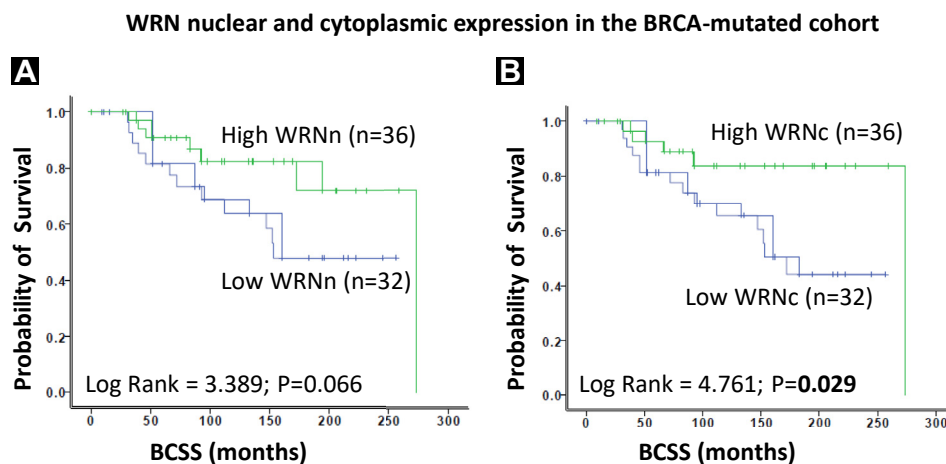 WRN nuclear and cytoplasmic expression in the BRCA-mutated cohort
A
Probability of Survival
1.0
0.8
0.6
0.4
0.2
0.0
High WRNn (n=36)
Low WRNn (n=32)
Log Rank = 3.389; P=0.066
0 50 100 150 200 250 300
BCSS (months)
B
Probability of Survival
1.0
0.8
0.6
0.4
0.2
0.0
High WRNc (n=36)
Low WRNc (n=32)
Log Rank = 4.761; P=0.029
0 50 100 150 200 250 300
BCSS (months)